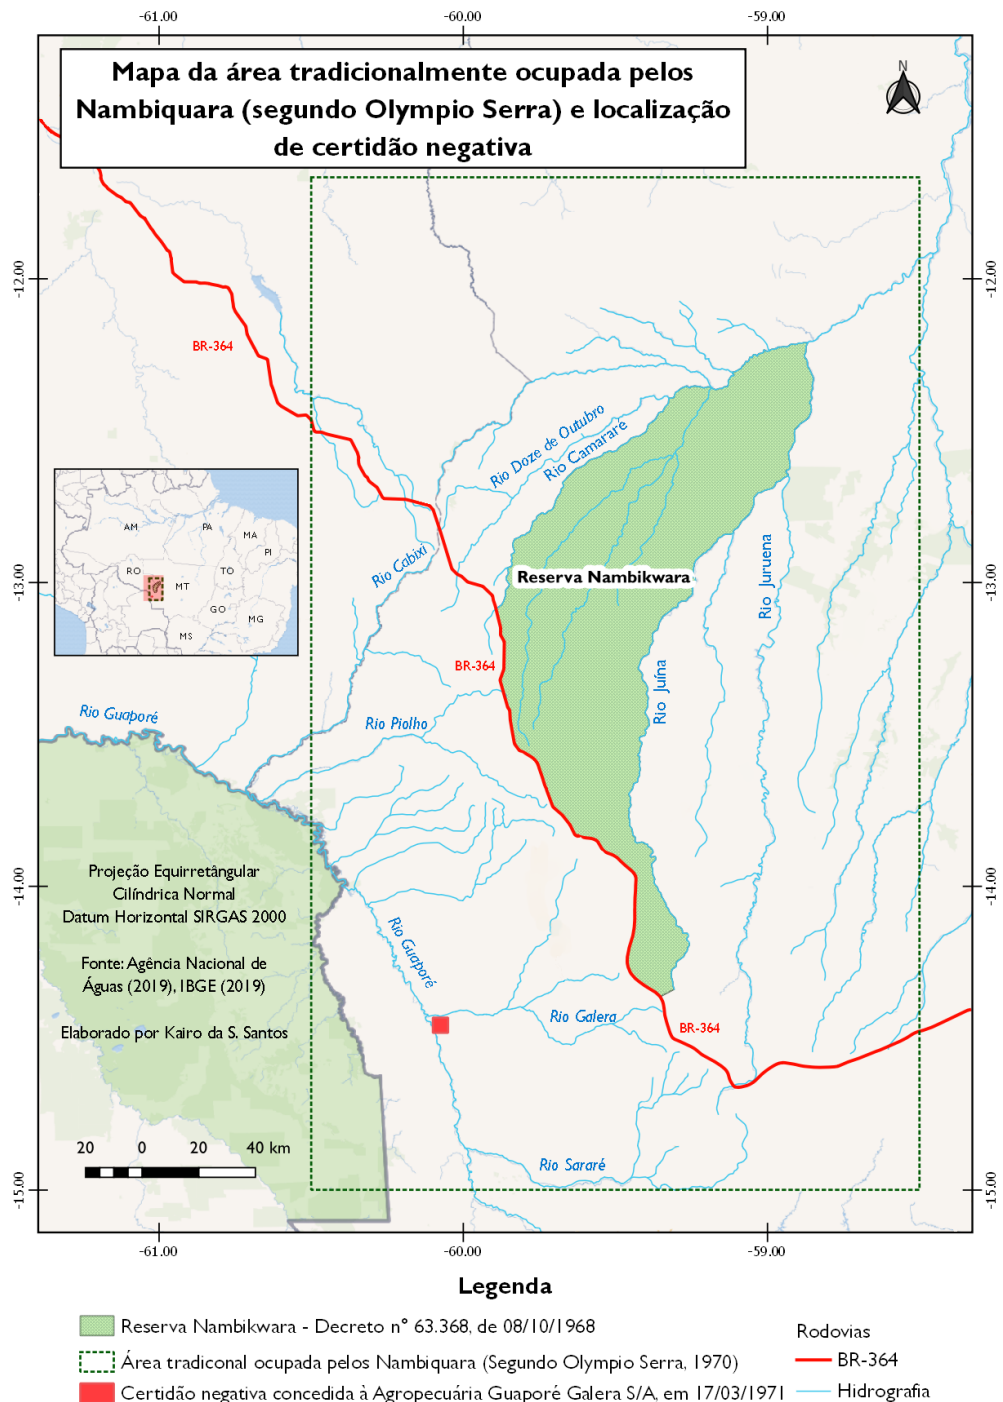 -61.00
-60.00
-59.00
Mapa da área tradicionalmente ocupada pelos
Nambiquara (segundo Olympio Serra) e localização
de certidão negativa
N
-12.00
-12.00
BR-364
Rio Doze de Outubro
Rio Camararé
AM
PA
MA
PI
RO
MT
TO
GO
MG
MS
Rio Cabixi
-13.00
-13.00
Reserva Nambikwara
Rio Juruena
BR-364
Rio Juína
Rio Guaporé
Rio Piolho
Projeção Equirretângular
Cilíndrica Normal
Datum Horizontal SIRGAS 2000
-14.00
-14.00
Rio Guaporé
Fonte: Agência Nacional de
Águas (2019), IBGE (2019)
Elaborado por Kairo da S. Santos
Rio Galera
BR-364
20 0 20 40 km
Rio Sararé
-15.00
-15.00
-61.00
-60.00
-59.00
Legenda
Reserva Nambikwara - Decreto n° 63.368, de 08/10/1968
Área tradiconal ocupada pelos Nambiquara (Segundo Olympio Serra, 1970)
Certidão negativa concedida à Agropecuária Guaporé Galera S/A, em 17/03/1971
Rodovias
BR-364
Hidrografia